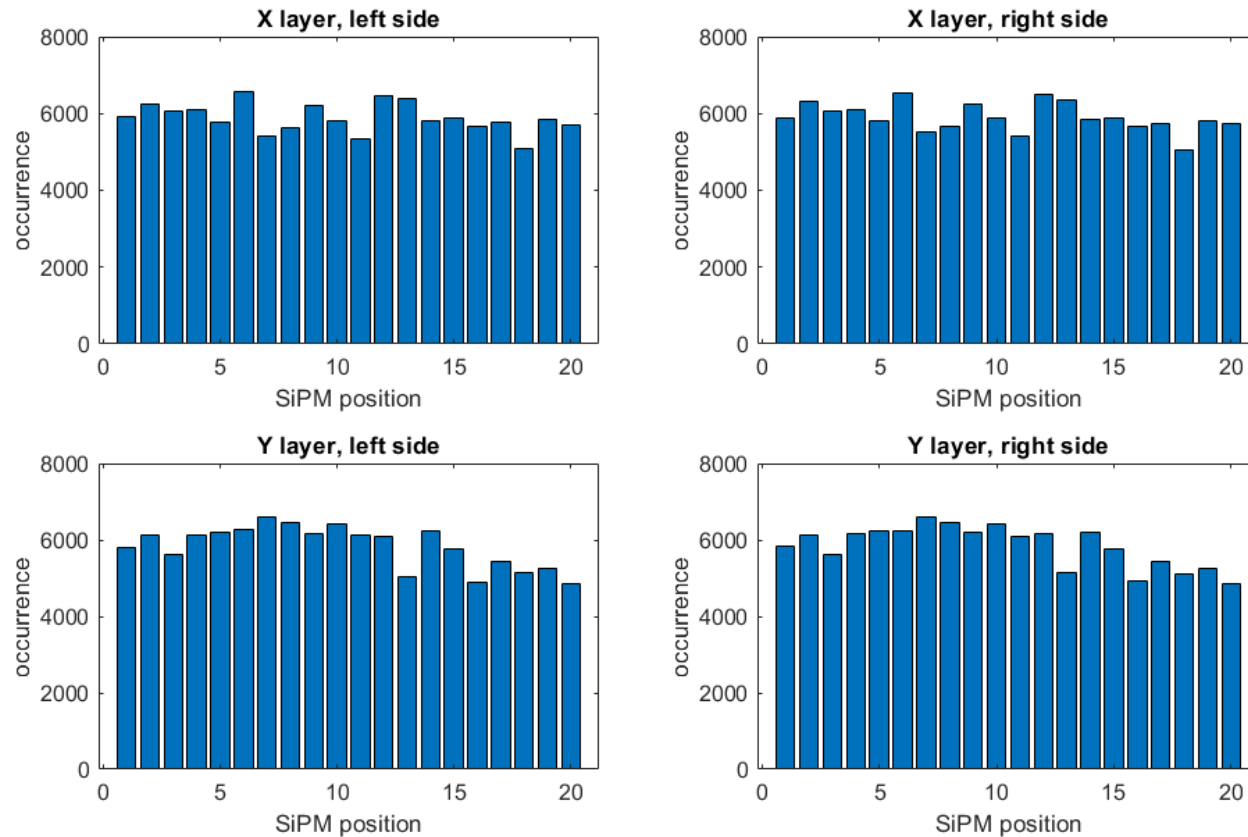 X layer, left side
8000
6000
4000
2000
0
occurrence
0 5 10 15 20
SiPM position
X layer, right side
8000
6000
4000
2000
0
occurrence
0 5 10 15 20
SiPM position
Y layer, left side
8000
6000
4000
2000
0
occurrence
0 5 10 15 20
SiPM position
Y layer, right side
8000
6000
4000
2000
0
occurrence
0 5 10 15 20
SiPM position